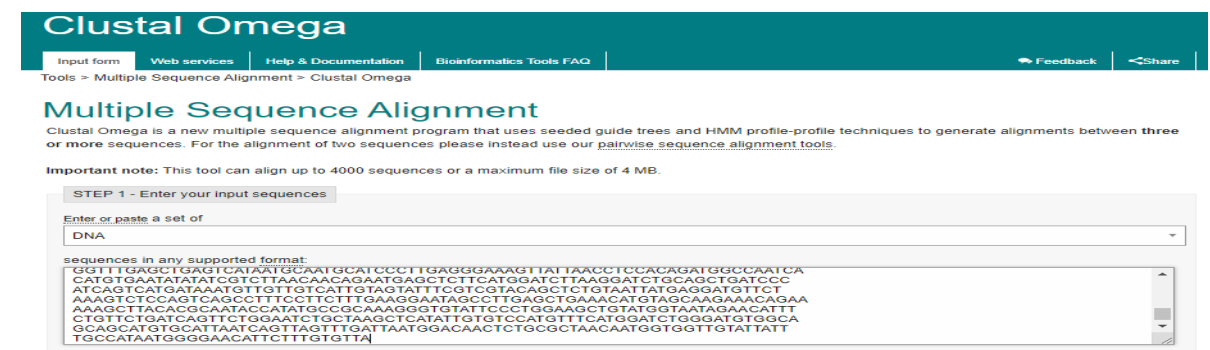 Clustal Omega
Input form Web services Help & Documentation Bioinformatics Tools FAQ Feedback Share
Tools > Multiple Sequence Alignment > Clustal Omega
Multiple Sequence Alignment
Clustal Omega is a new multiple sequence alignment program that uses seeded guide trees and HMM profile-profile techniques to generate alignments between three
or more sequences. For the alignment of two sequences please instead use our pairwise sequence alignment tools.
Important note: This tool can align up to 4000 sequences or a maximum file size of 4 MB.
STEP 1 - Enter your input sequences
Enter or paste a set of
DNA
sequences in any supported format:
GGTTTGAGCTGAGTCATAATGCAATGCATCCCTTGAGGGAAAGTTATTAACCTCCACAGATGGCCAATCA
CATGTGAATATATATCGTCTTAACAACAGAATGAGCTCTTCATGGATCTTAAGGATCTGCAGCTGATCCC
ATCAGTCATGATAAATGTTGTTGTCATTGTAGTATTTCGTCGTACAGCTCTGTAATTATGAGGATGTTCT
AAAGTCTCCAGTCAGCCTTTCCTTCTTTGAAGGAATAGCCTTGAGCTGAAACATGTAGCAAGAAACAGAA
AAAGCTTACACGCAATACCATATGCCGCAAAGGGTGTATTCCCTGGAAGCTGTATGGTAATAGAACATTT
CTGTTCTGATCAGTTCTGGAATCTGCTAAGCTCATATTGTGTCCATGTTTCATGGATCTGGGATGTGGCA
GCAGCATGTGCATTAATCAGTTAGTTTGATTAATGGACAACTCTGCGCTAACAATGGTGGTTGTATTATT
TGCCATAATGGGGAACATTCTTTGTGTTA